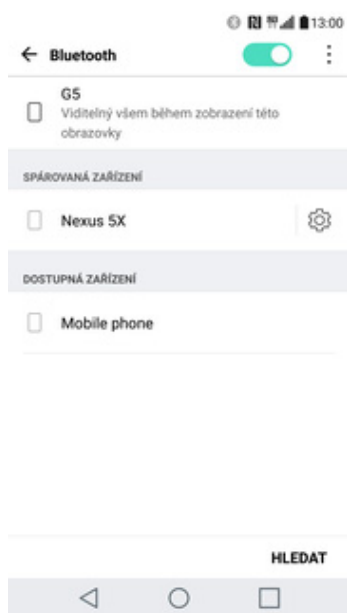 13:00
Bluetooth
G5
Viditelný všem během zobrazení této
obrazovky
SPÁROVANÁ ZAŘÍZENÍ
Nexus 5X
DOSTUPNÁ ZAŘÍZENÍ
Mobile phone
HLEDAT